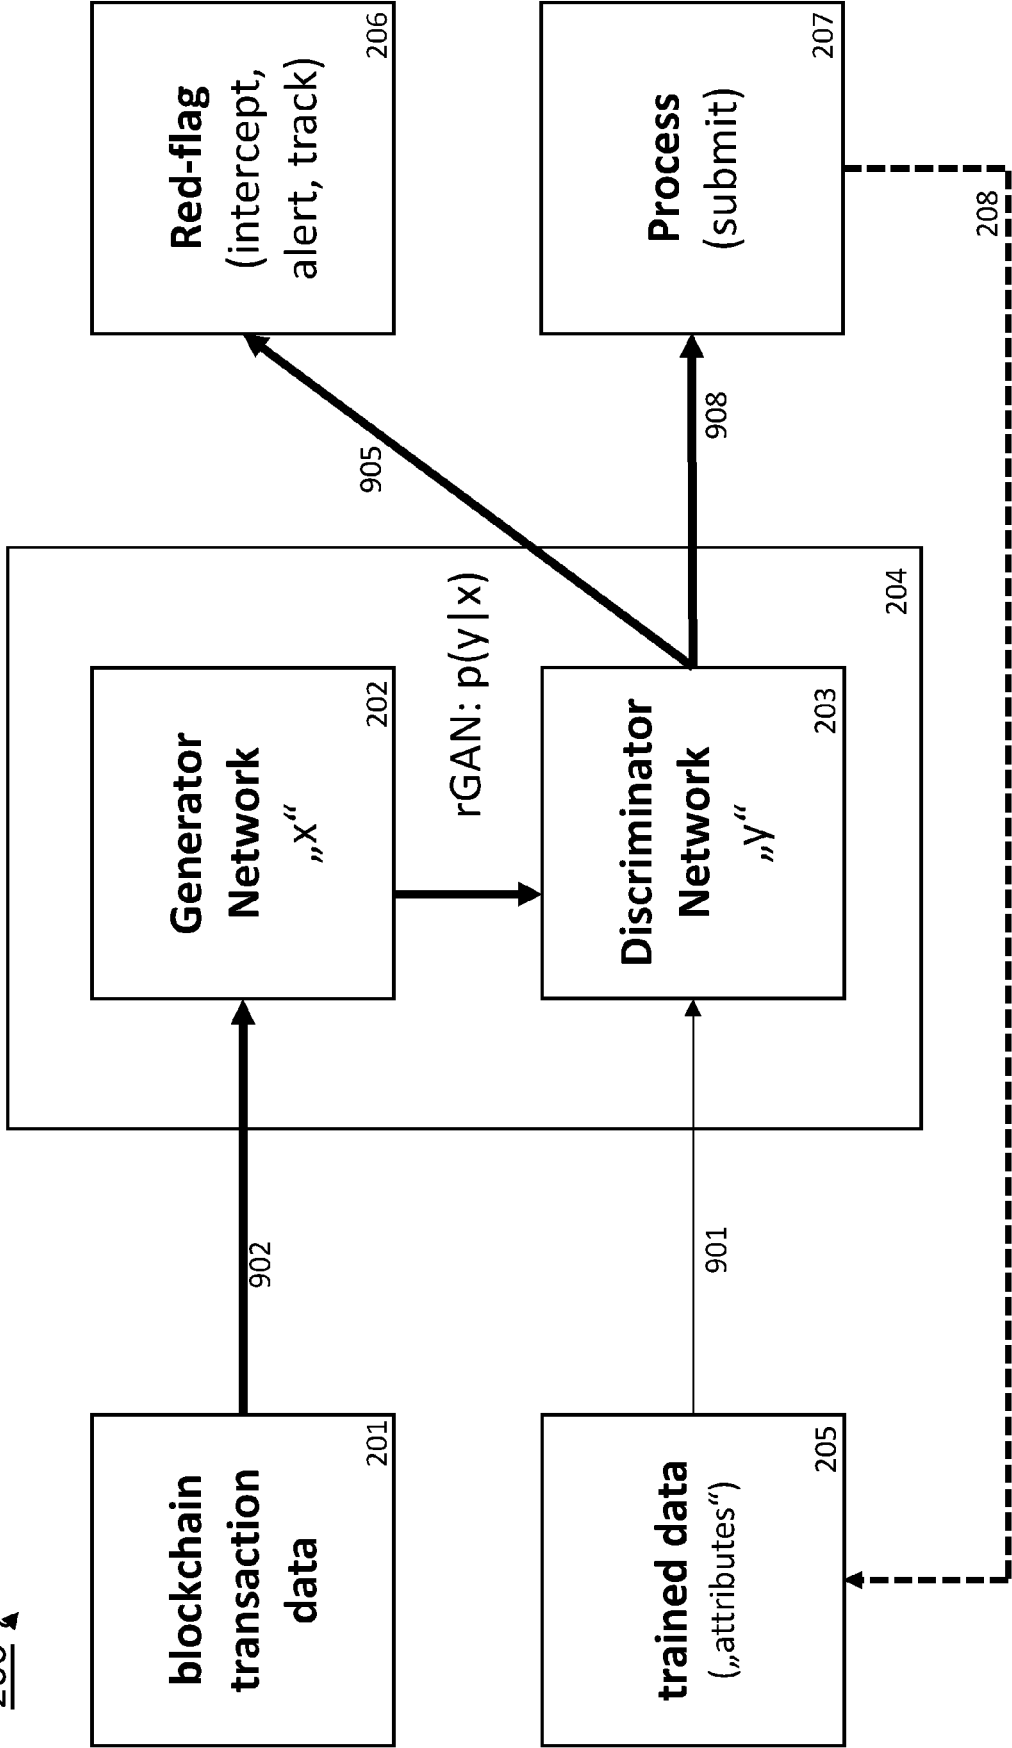 blockchain
transaction
data
201
902
Generator
Network
„x“
202
rGAN: p(y|x)
204
905
Red-flag
(intercept,
alert, track)
206
trained data
(„attributes“)
205
901
Discriminator
Network
„y“
203
908
Process
(submit)
207
208